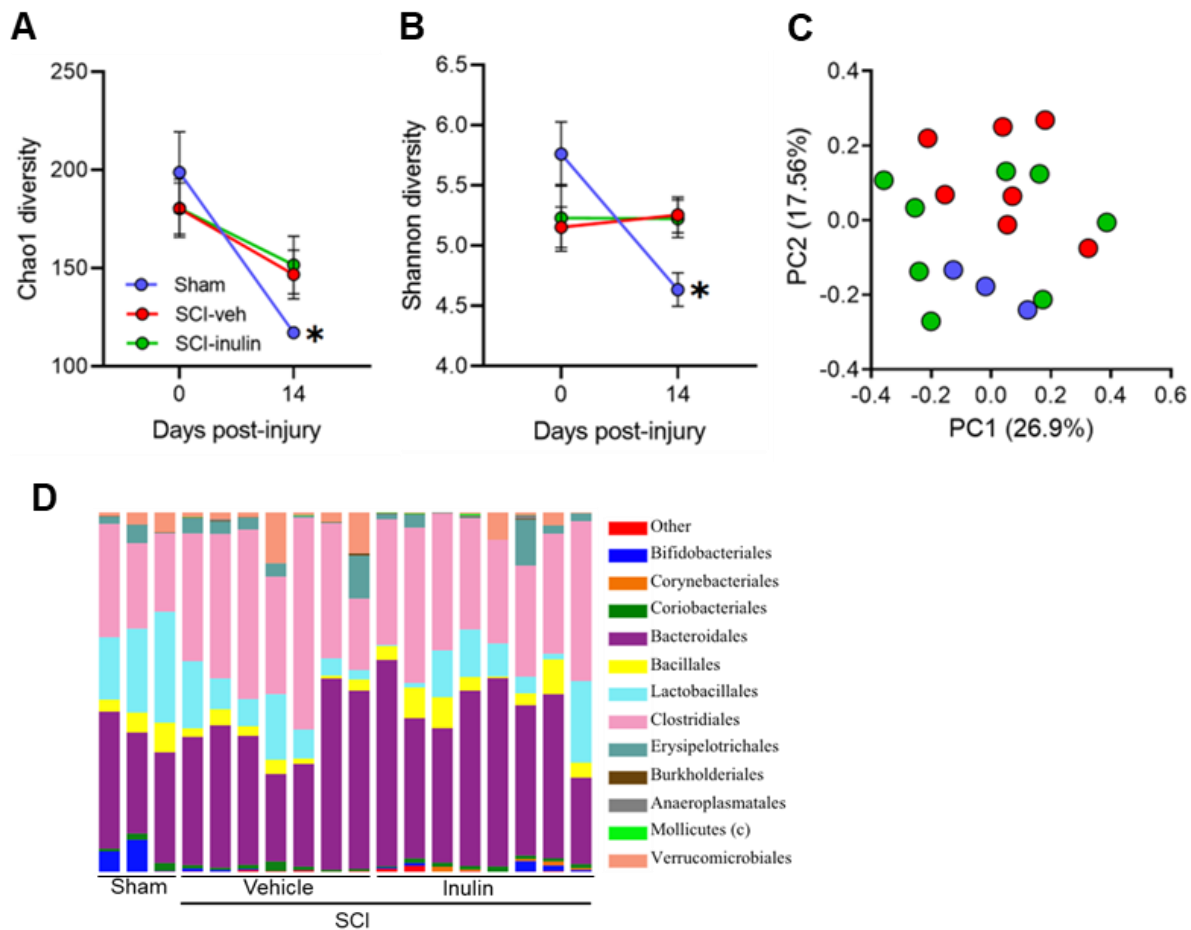 A
B
C
250
200
150
100
Chao1 diversity
Sham
SCI-veh
SCI-inulin
*
0
14
Days post-injury
6.5
6.0
5.5
5.0
4.5
4.0
Shannon diversity
*
0
14
Days post-injury
0.4
0.2
0.0
-0.2
-0.4
PC2 (17.56%)
-0.4
-0.2
0.0
0.2
0.4
0.6
PC1 (26.9%)
D
Other
Bifidobacteriales
Corynebacteriales
Coriobacteriales
Bacteroidales
Bacillales
Lactobacillales
Clostridiales
Erysipelotrichales
Burkholderiales
Anaeroplasmatales
Mollicutes (c)
Verrucomicrobiales
Sham
Vehicle
Inulin
SCI